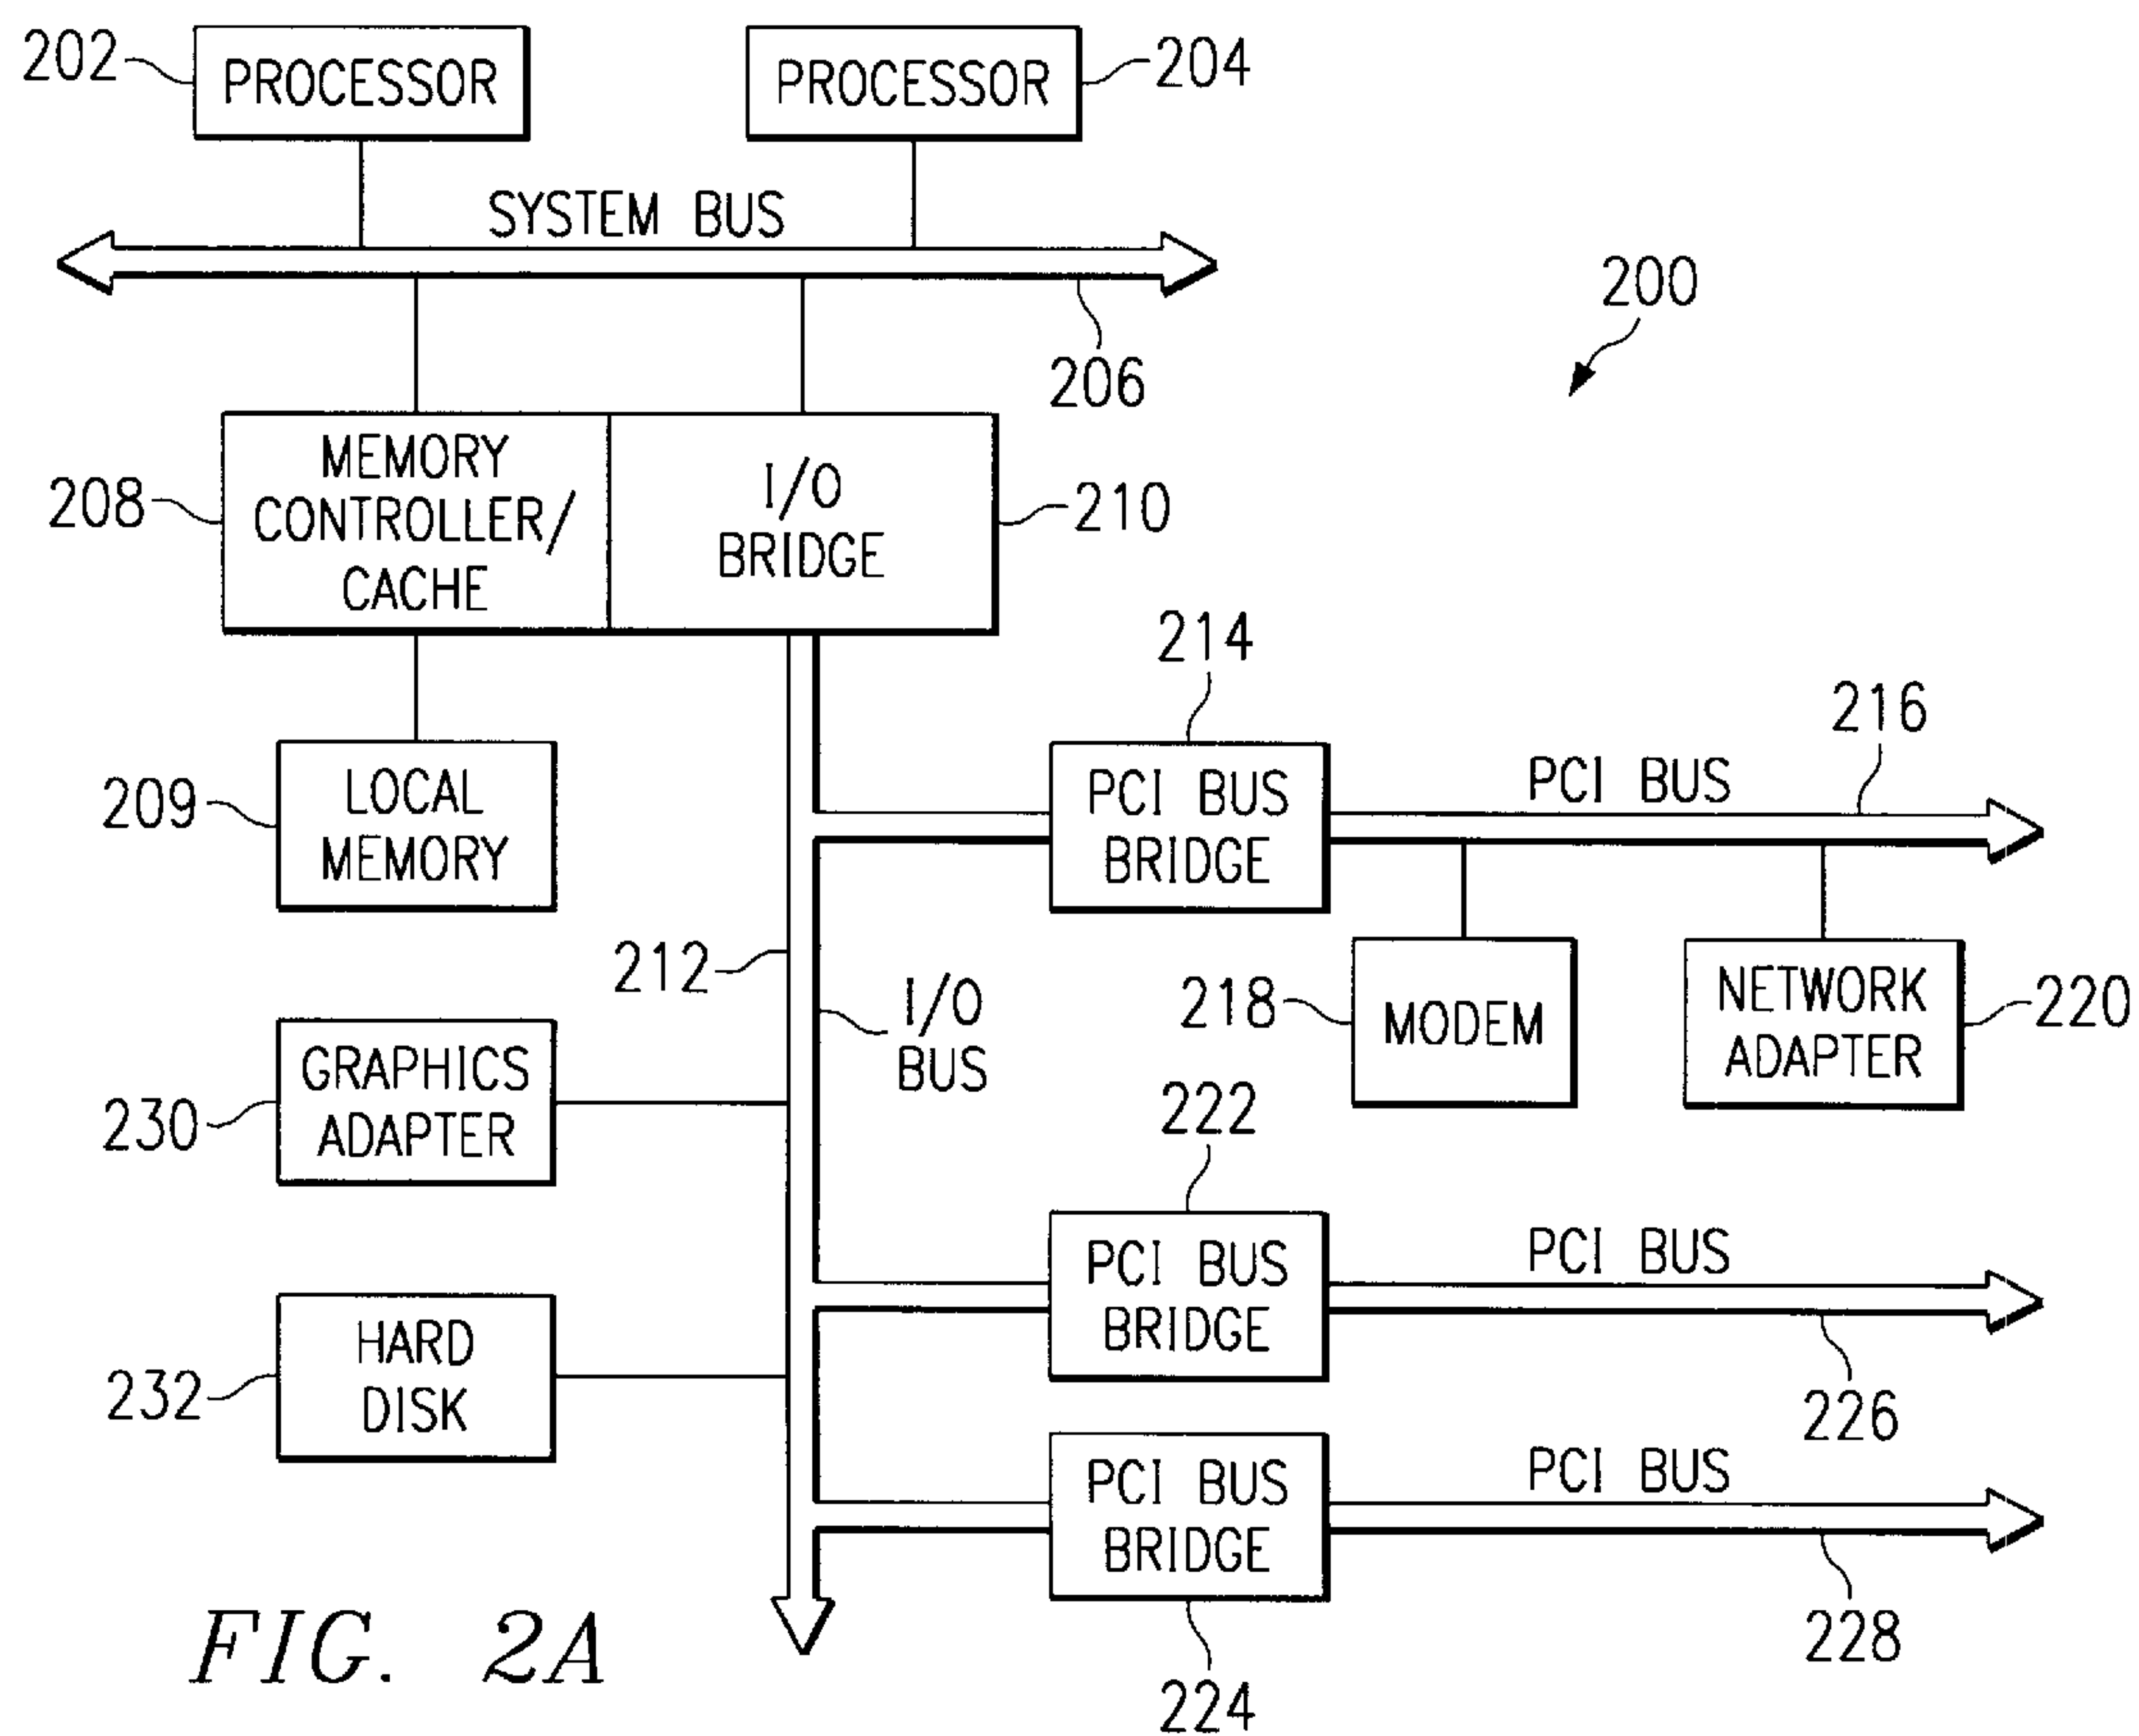 202
PROCESSOR
PROCESSOR
204
SYSTEM BUS
206
200
208
MEMORY
CONTROLLER/
CACHE
I/O
BRIDGE
210
214
216
209
LOCAL
MEMORY
PCI BUS
BRIDGE
PCI BUS
212
I/O
BUS
218
MODEM
NETWORK
ADAPTER
220
230
GRAPHICS
ADAPTER
222
PCI BUS
BRIDGE
PCI BUS
226
232
HARD
DISK
PCI BUS
BRIDGE
PCI BUS
228
224
FIG. 2A